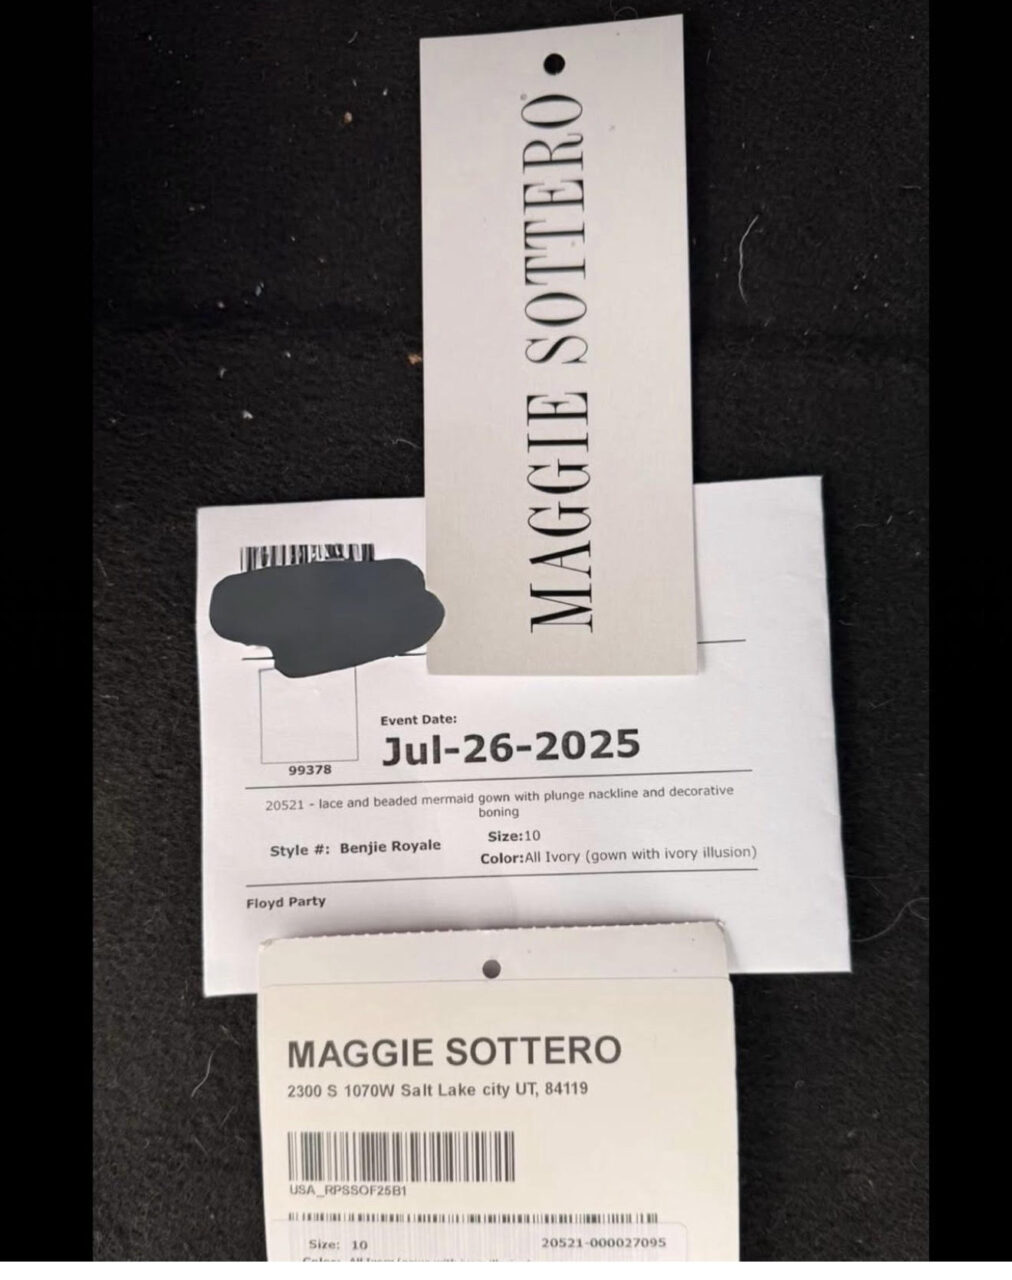 MAGGIE SOTTERO
Event Date:
Jul-26-2025
99378
20521 - lace and beaded mermaid gown with plunge nackline and decorative
boning
Style #: Benjie Royale
Size:10
Color:All Ivory (gown with ivory illusion)
Floyd Party
MAGGIE SOTTERO
2300 S 1070W Salt Lake city UT, 84119
USA_RPSSOF25B1
Size: 10 20521-000027095